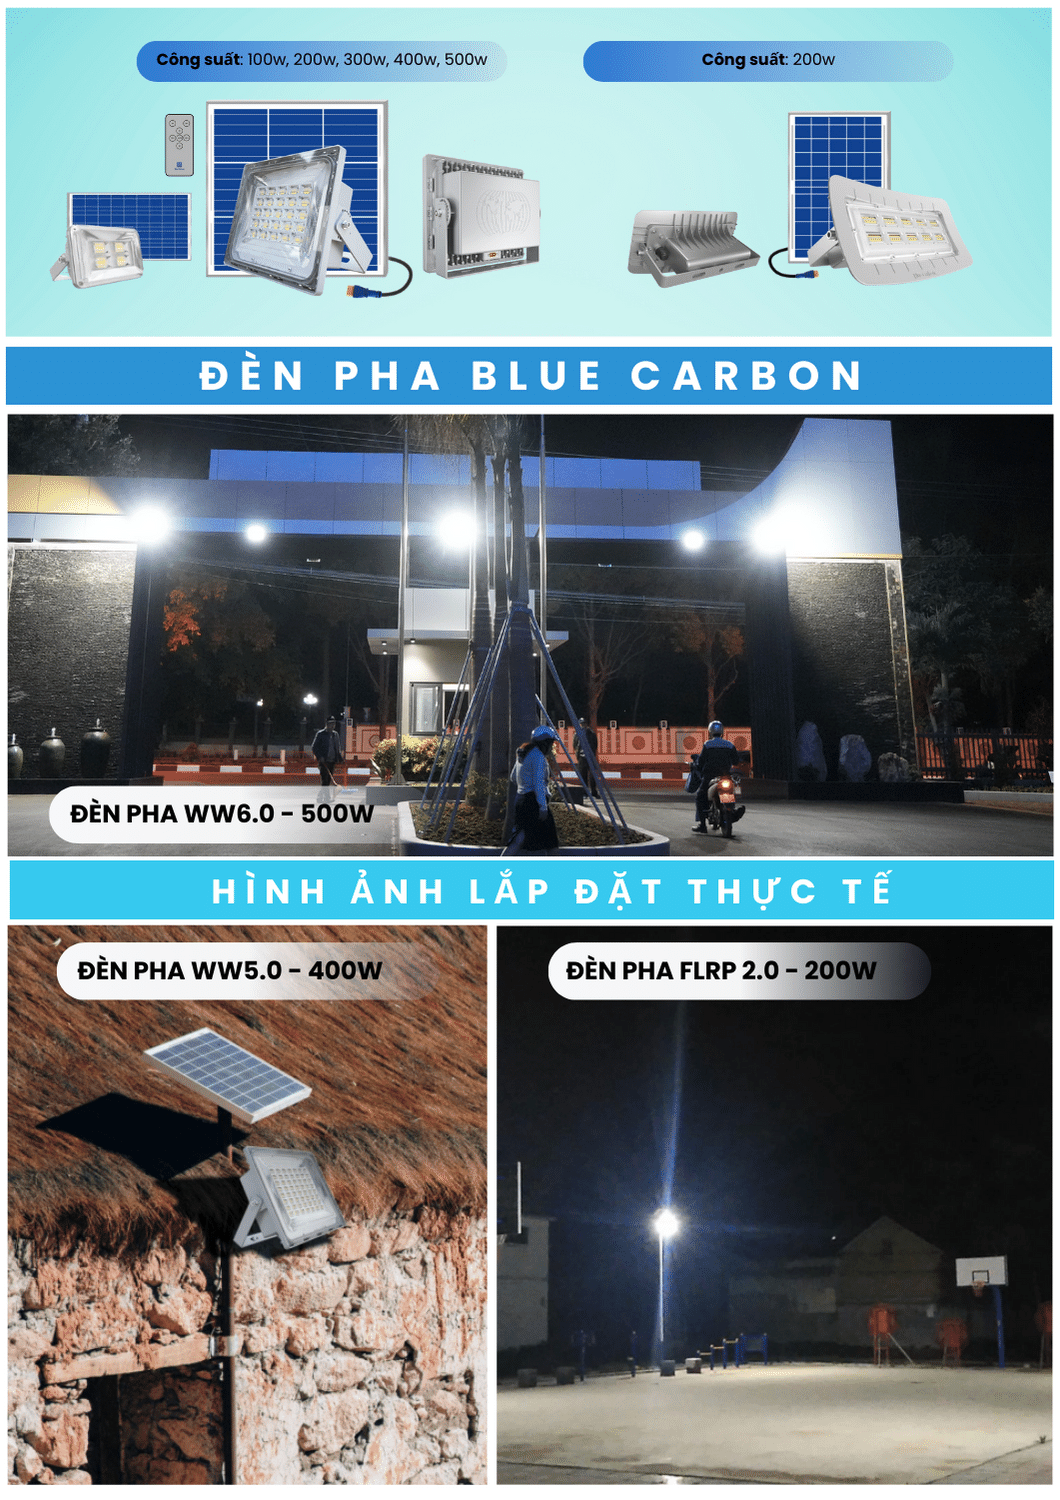 Công suất: 100w, 200w, 300w, 400w, 500w
Công suất: 200w
ĐÈN PHA BLUE CARBON
ĐÈN PHA WW6.0 - 500W
HÌNH ẢNH LẮP ĐẶT THỰC TẾ
ĐÈN PHA WW5.0 - 400W
ĐÈN PHA FLRP 2.0 - 200W